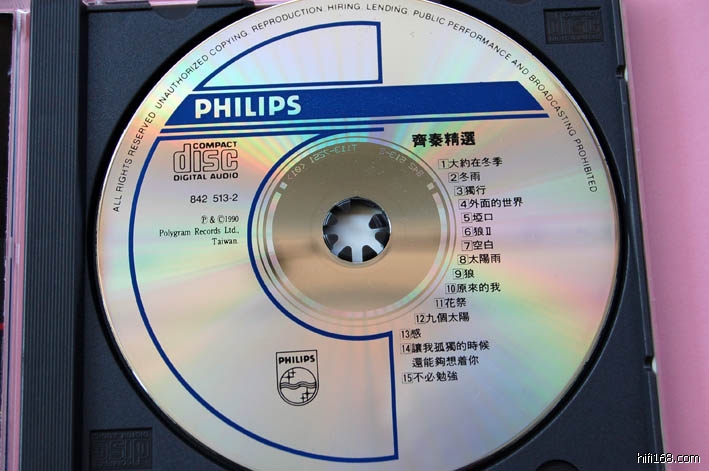 ALL RIGHTS RESERVED. UNAUTHORIZED COPYING, REPRODUCTION, HIRING, LENDING, PUBLIC PERFORMANCE AND BROADCASTING PROHIBITED
PHILIPS
COMPACT
disc
DIGITAL AUDIO
842 513-2
Ⓟ & ©1990
Polygram Records Ltd.,
Taiwan.
齊秦精選
1大約在冬季
2冬雨
3獨行
4外面的世界
5埡口
6狼II
7空白
8太陽雨
9狼
10原來的我
11花祭
12九個太陽
13感
14讓我孤獨的時候
還能夠想着你
15不必勉強
PHILIPS
hifi168.com